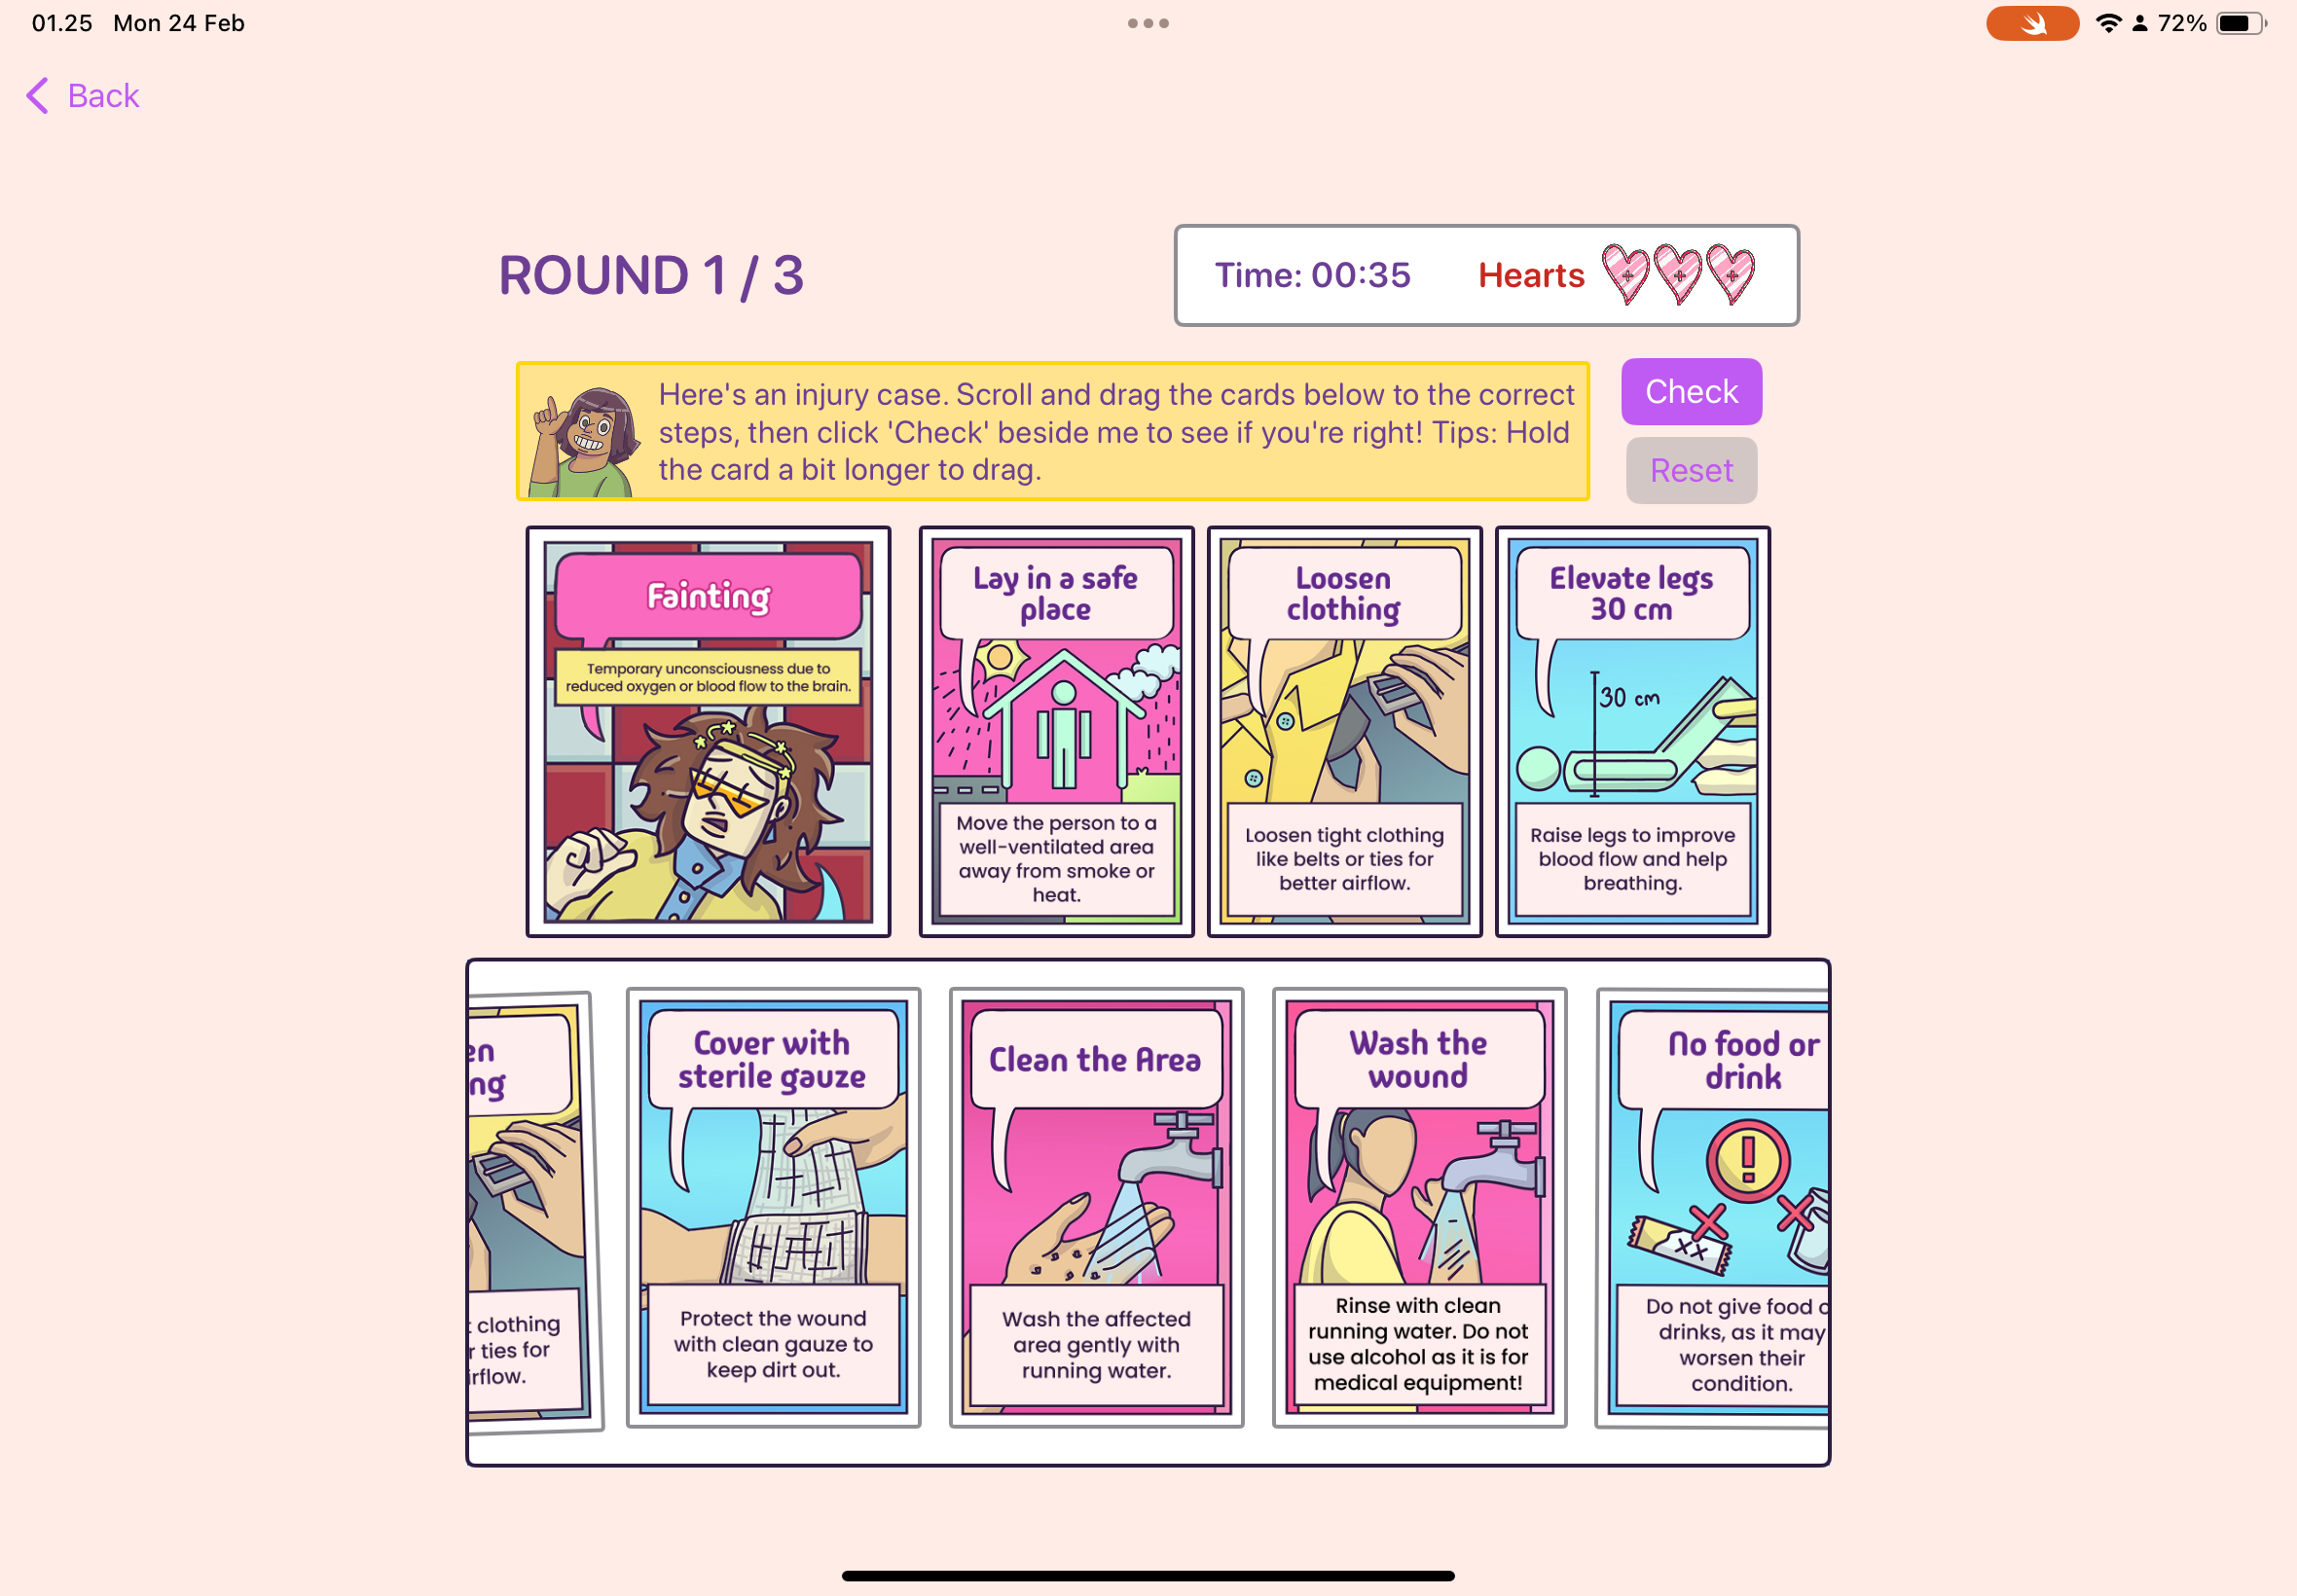 01.25 Mon 24 Feb
72%
Back
ROUND 1 / 3
Time: 00:35 Hearts
Here's an injury case. Scroll and drag the cards below to the correct
steps, then click 'Check' beside me to see if you're right! Tips: Hold
the card a bit longer to drag.
Check
Reset
Fainting
Temporary unconsciousness due to
reduced oxygen or blood flow to the brain.
Lay in a safe
place
Move the person to a
well-ventilated area
away from smoke or
heat.
Loosen
clothing
Loosen tight clothing
like belts or ties for
better airflow.
Elevate legs
30 cm
30 cm
Raise legs to improve
blood flow and help
breathing.
en
ng
clothing
r ties for
irflow.
Cover with
sterile gauze
Protect the wound
with clean gauze to
keep dirt out.
Clean the Area
Wash the affected
area gently with
running water.
Wash the
wound
Rinse with clean
running water. Do not
use alcohol as it is for
medical equipment!
No food or
drink
Do not give food o
drinks, as it may
worsen their
condition.